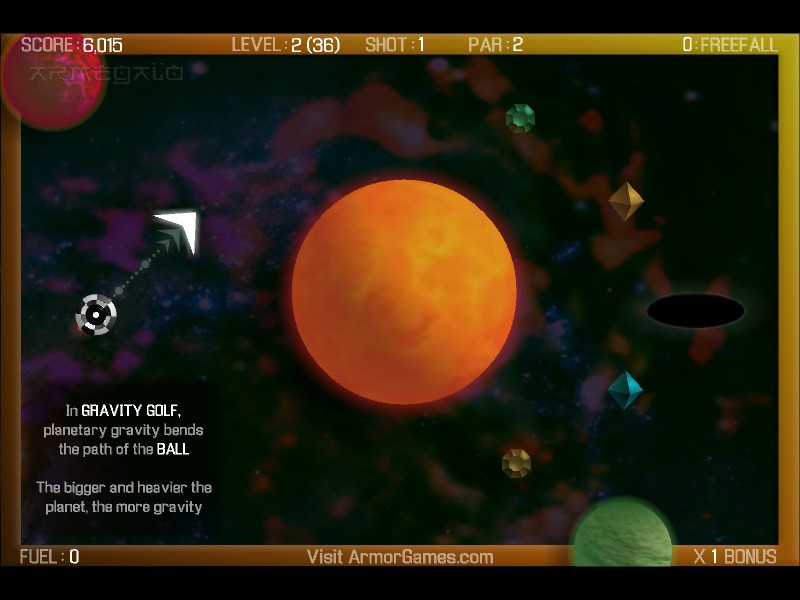 SCORE: 6,015 LEVEL: 2 (36) SHOT: 1 PAR: 2 0: FREEFALL
ARMEGALO
In GRAVITY GOLF,
planetary gravity bends
the path of the BALL
The bigger and heavier the
planet, the more gravity
FUEL: 0 Visit ArmorGames.com X 1 BONUS